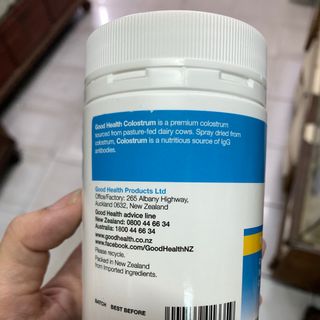 Good Health Colostrum is a premium colostrum
sourced from pasture-fed dairy cows. Spray dried from
colostrum, Colostrum is a nutritious source of IgG
antibodies.
Good Health Products Ltd
Office/Factory: 265 Albany Highway,
Auckland 0632, New Zealand
Good Health advice line
New Zealand: 0800 44 66 34
Australia: 1800 44 66 34
www.goodhealth.co.nz
www.facebook.com/GoodHealthNZ
Please recycle.
Packed in New Zealand
from imported ingredients.
BATCH BEST BEFORE